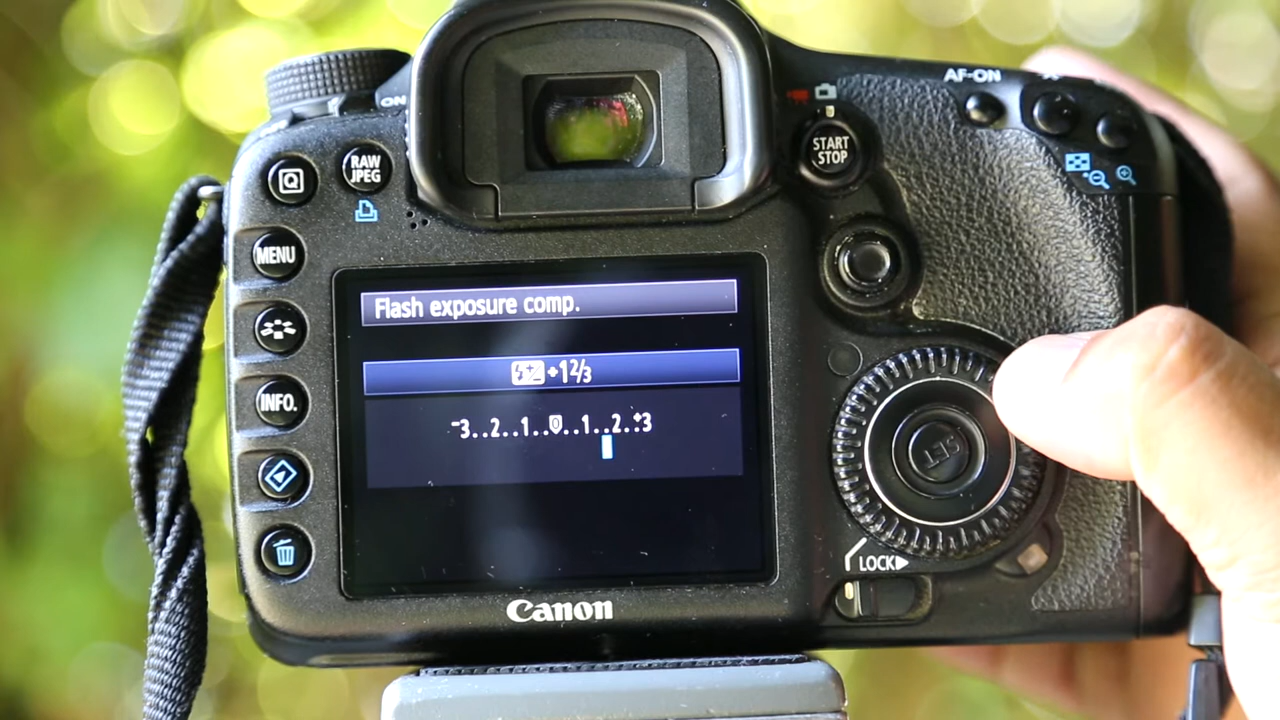 ON
AF-ON
Q
RAW
JPEG
START
STOP
MENU
INFO.
Flash exposure comp.
+1⅔
-3..2..1..0..1..2..+3
SET
LOCK
Canon